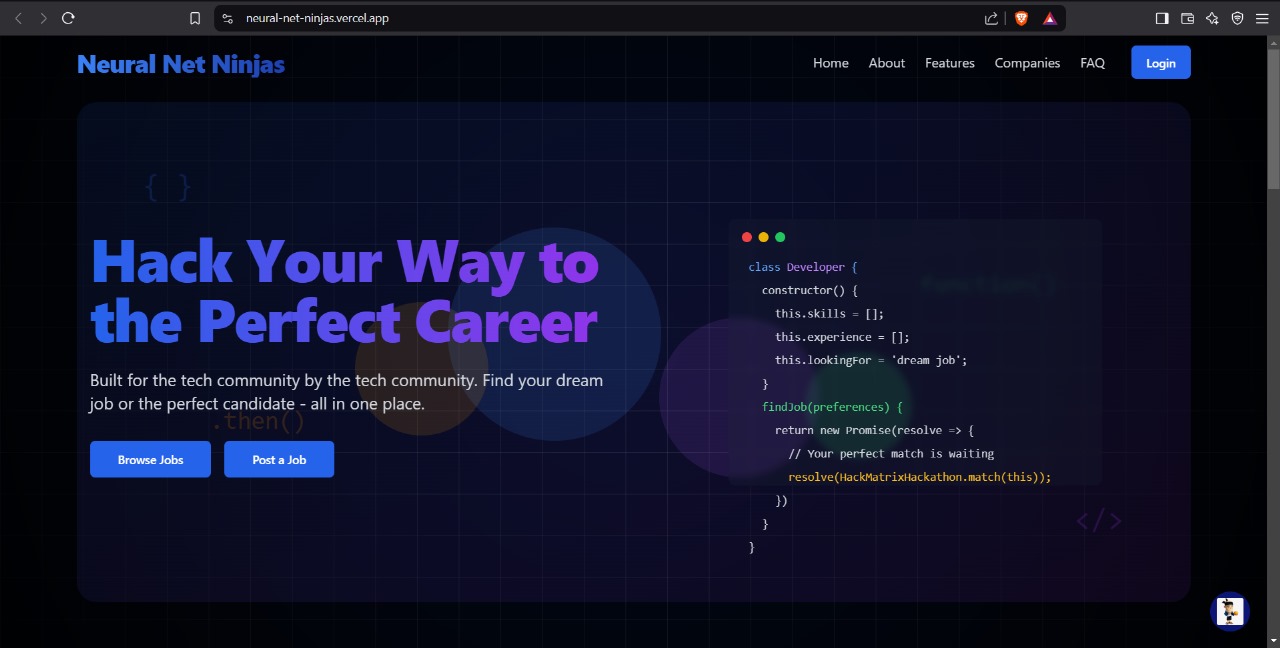 neural-net-ninjas.vercel.app
Neural Net Ninjas
Home About Features Companies FAQ Login
{ }
Hack Your Way to
the Perfect Career
Built for the tech community by the tech community. Find your dream
job or the perfect candidate - all in one place.
.then()
Browse Jobs Post a Job
class Developer {
constructor() {
this.skills = [];
this.experience = [];
this.lookingFor = 'dream job';
}
findJob(preferences) {
return new Promise(resolve => {
// Your perfect match is waiting
resolve(HackMatrixHackathon.match(this));
})
}
}
function()
</>